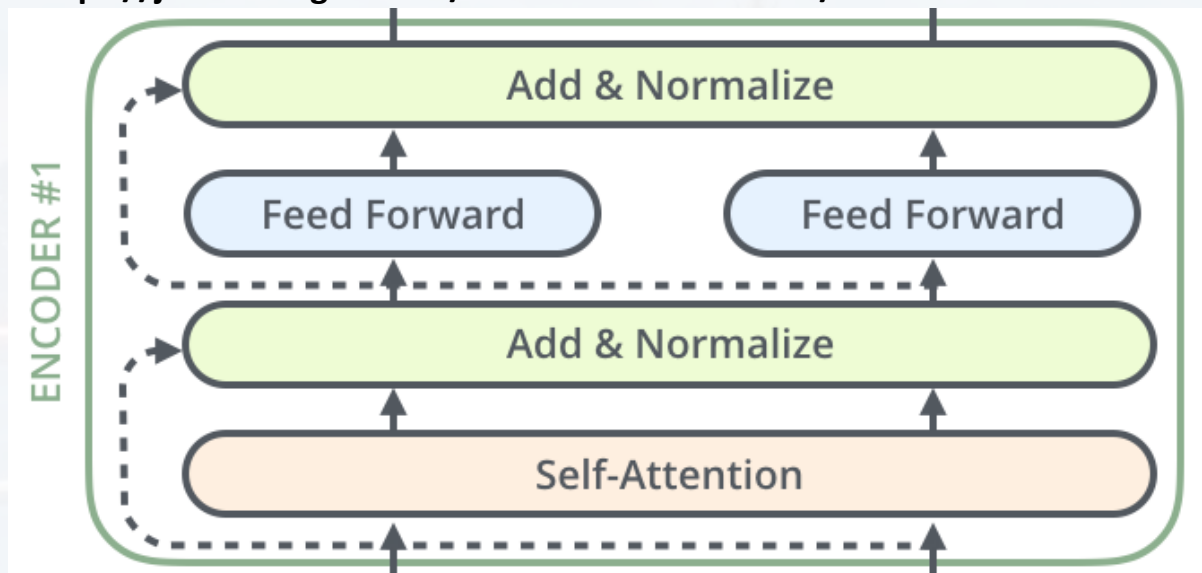 Add & Normalize
Feed Forward Feed Forward
Add & Normalize
Self-Attention
ENCODER #1